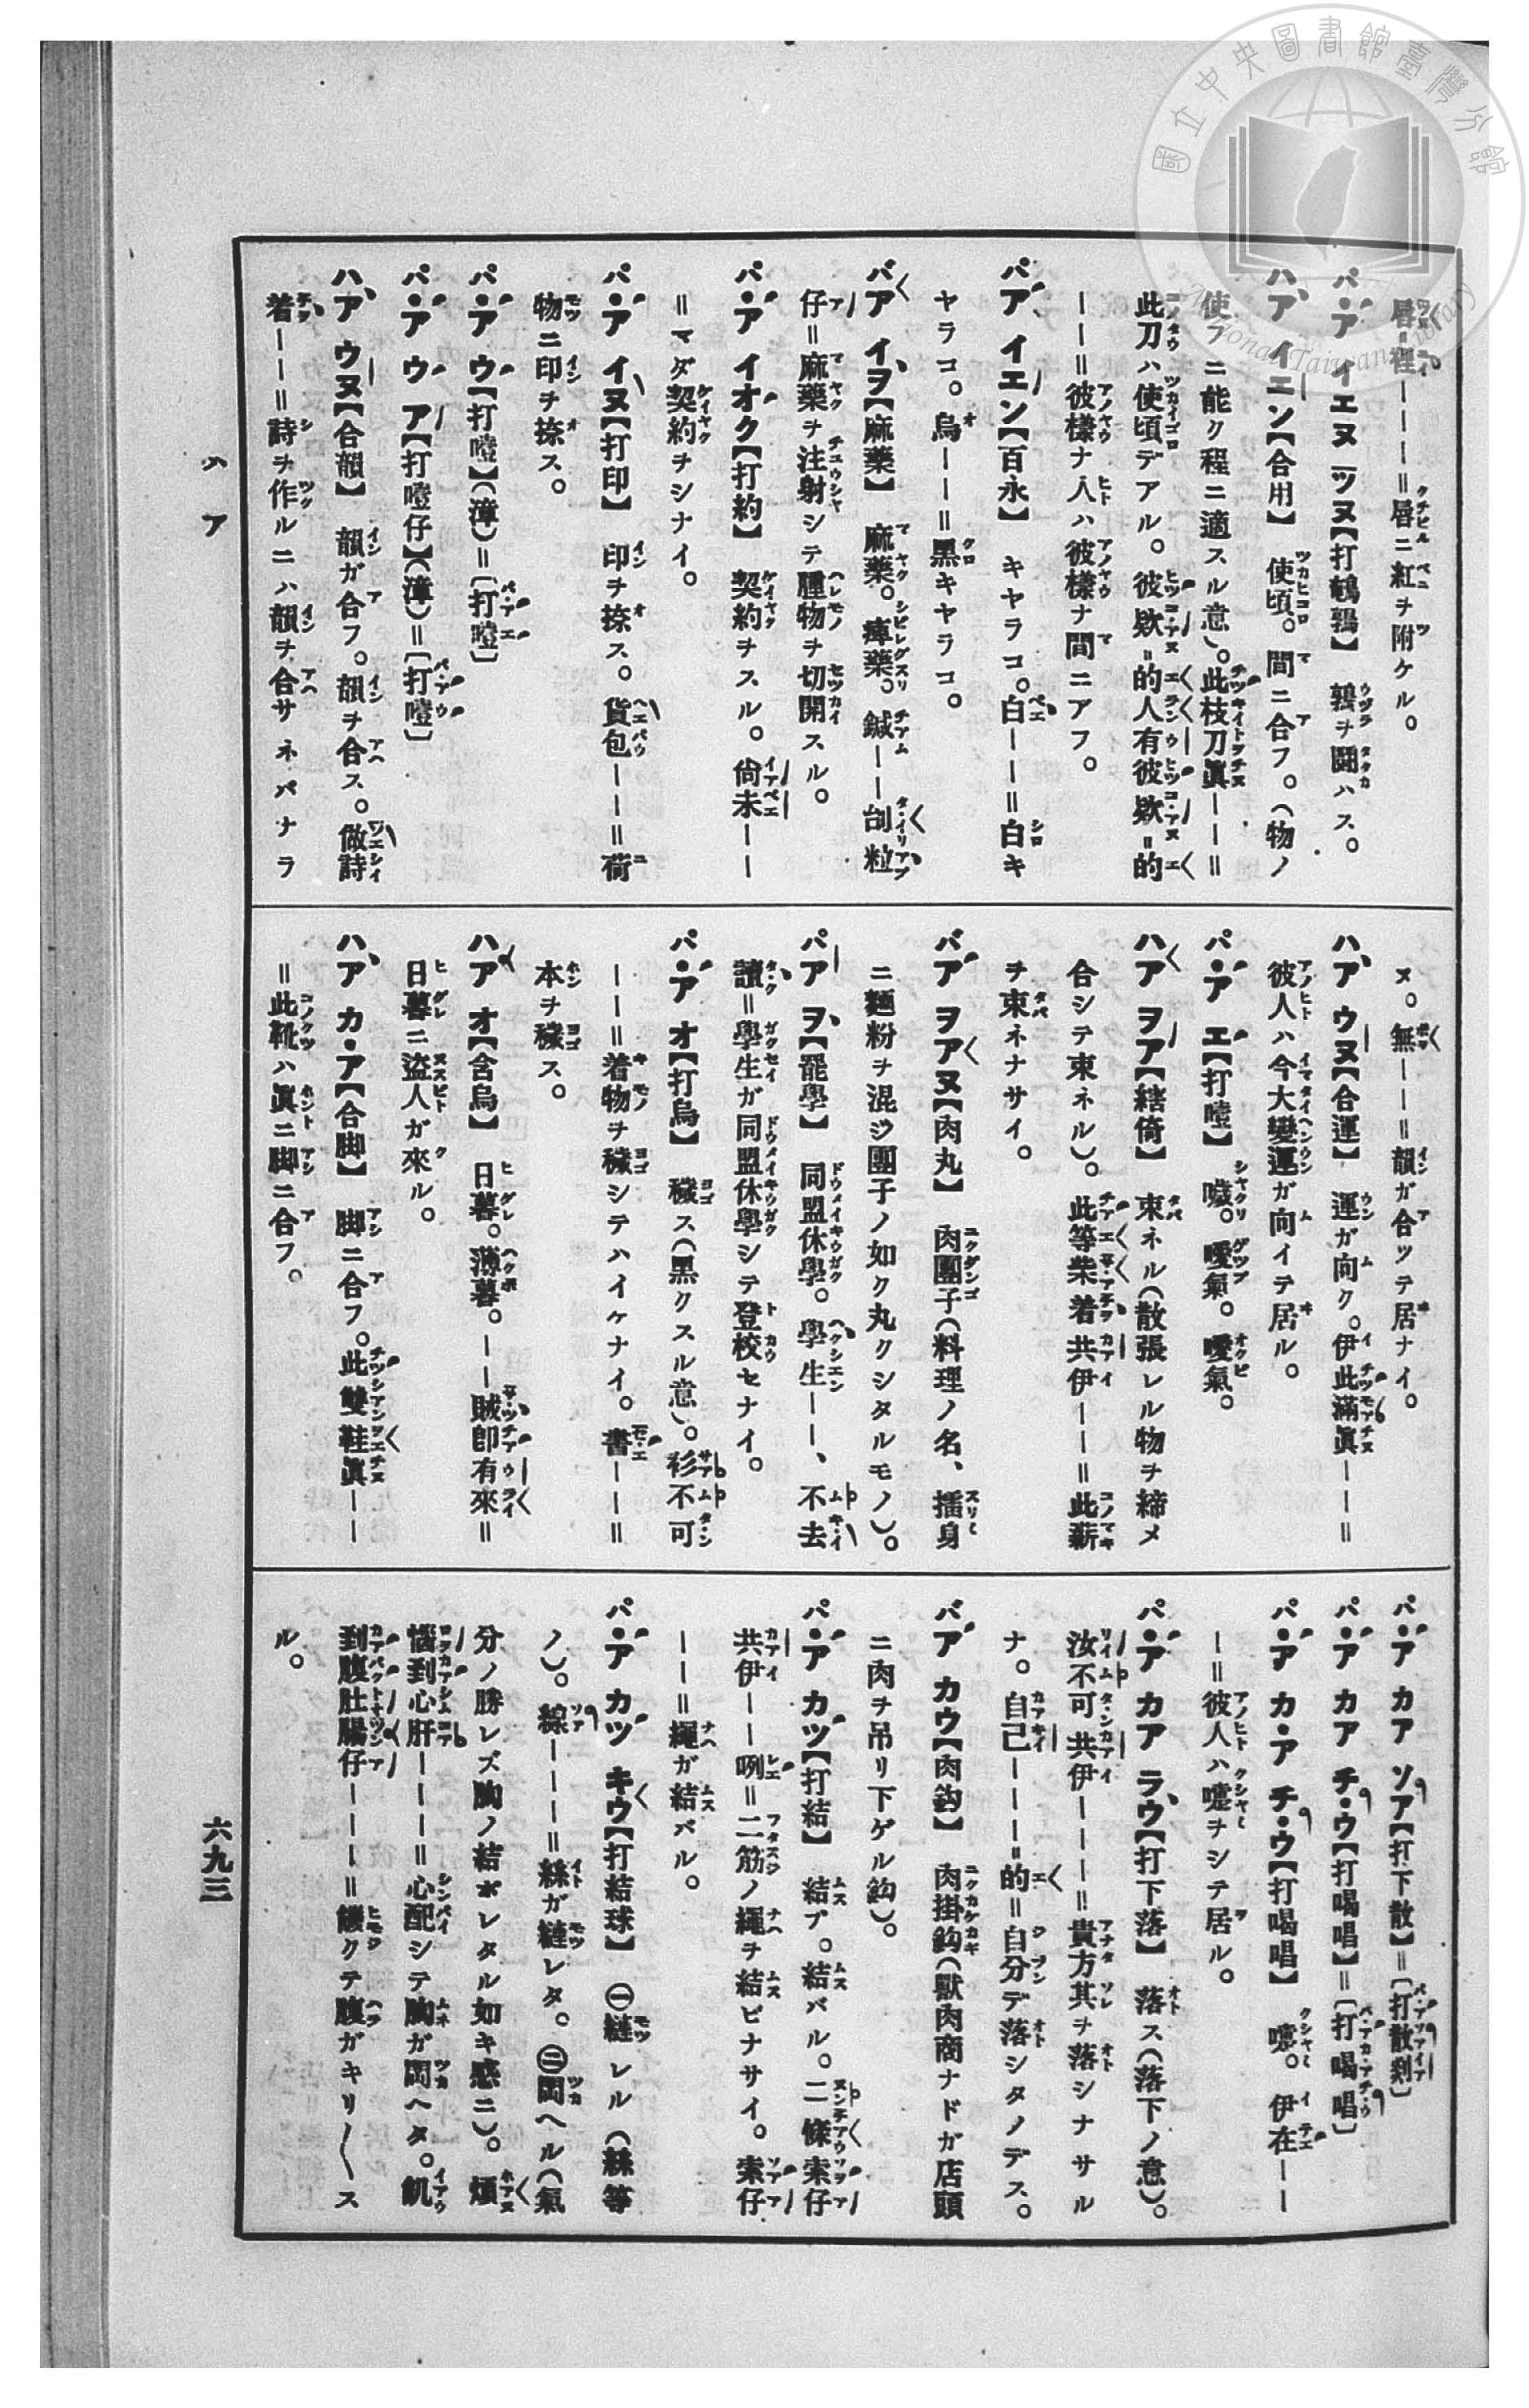 脣裡｜｜｜｜＝脣ニ紅ヲ附ケル。
パ・ア イエヌ ツヌ【打鵪鶉】 鶉ヲ鬪ハス。
ハア イエン【合用】 使頃。間ニ合フ。(物ノ
使フニ能ク程ニ適スル意)。此枝刀眞｜｜＝
此刀ハ使頃デアル。彼欵=的人有彼欵=的
｜｜＝彼樣ナ人ハ彼樣ナ間ニアフ。
パア イエン【百永】 キヤラコ。白｜｜＝白キ
ヤラコ。烏｜｜＝黑キヤラコ。
バア イヲ【麻藥】 麻藥。痺藥。鍼｜｜刣粒
仔＝麻藥ヲ注射シテ腫物ヲ切開スル。
パ・ア イオク【打約】 契約ヲスル。尙未｜｜
＝マダ契約ヲシナイ。
パ・ア イヌ【打印】 印ヲ捺ス。貨包｜｜＝荷
物ニ印ヲ捺ス。
パ・ア ウ【打噎】(漳)＝〔打噎〕
パ・ア ウ ア【打噎仔】(漳)＝〔打噎〕
ハア ウヌ【合韻】 韻ガ合フ。韻ヲ合ス。做詩
着｜｜＝詩ヲ作ルニハ韻ヲ合サネバナラ
ヌ。無｜｜＝韻ガ合ツテ居ナイ。
ハア ウヌ【合運】 運ガ向ク。伊此滿眞｜｜＝
彼人ハ今大變運ガ向イテ居ル。
パ・ア エ【打噎】 噦。噯氣。噯氣。
ハア ヲア【縖倚】 束ネル(散張レル物ヲ締メ
合シテ束ネル)。此等柴着共伊｜｜＝此薪
ヲ束ネナサイ。
バア ヲアヌ【肉丸】 肉團子(料理ノ名、擂身
ニ麵粉ヲ混ジ團子ノ如ク丸クシタルモノ)。
パア ヲ【罷學】 同盟休學。學生｜｜、不去
讀＝學生ガ同盟休學シテ登校セナイ。
パ・ア オ【打烏】 穢ス(黑クスル意)。衫不可
｜｜＝着物ヲ穢シテハイケナイ。書｜｜＝
本ヲ穢ス。
ハア オ【含烏】 日暮。薄暮。｜｜賊卽有來＝
日暮ニ盜人ガ來ル。
ハア カ・ア【合脚】 脚ニ合フ。此雙鞋眞｜｜
＝此靴ハ眞ニ脚ニ合フ。
パ・ア カア ソア【打下散】＝〔打散剡〕
パ・ア カア チ・ウ【打喝唱】＝〔打喝唱〕
パ・ア カ・ア チ・ウ【打喝唱】 嚏。伊在｜｜
｜＝彼人ハ嚏ヲシテ居ル。
パ・ア カア ラウ【打下落】 落ス(落下ノ意)。
汝不可共伊｜｜｜＝貴方其ヲ落シナサル
ナ。自己｜｜｜=的＝自分デ落シタノデス。
バア カウ【肉鈎】 肉掛鈎(獸肉商ナドガ店頭
ニ肉ヲ吊リ下ゲル鈎)。
パ・ア カツ【打結】 結ブ。結バル。二條索仔
共伊｜｜咧＝二筋ノ繩ヲ結ビナサイ。索仔
｜｜＝繩ガ結バル。
パ・ア カツ キウ【打結球】 ㊀縺レル(絲等
ノ)。線｜｜｜＝絲ガ縺レタ。㊁悶ヘル(氣
分ノ勝レズ胸ノ結ボレタル如キ感ニ)。煩
惱到心肝｜｜｜＝心配シテ胸ガ悶ヘタ。飢
到腹肚腸仔｜｜｜＝饑クテ腹ガキリ〱ス
ル。
ハア
六九三
國立中央圖書館臺灣分館
National Taiwan Library